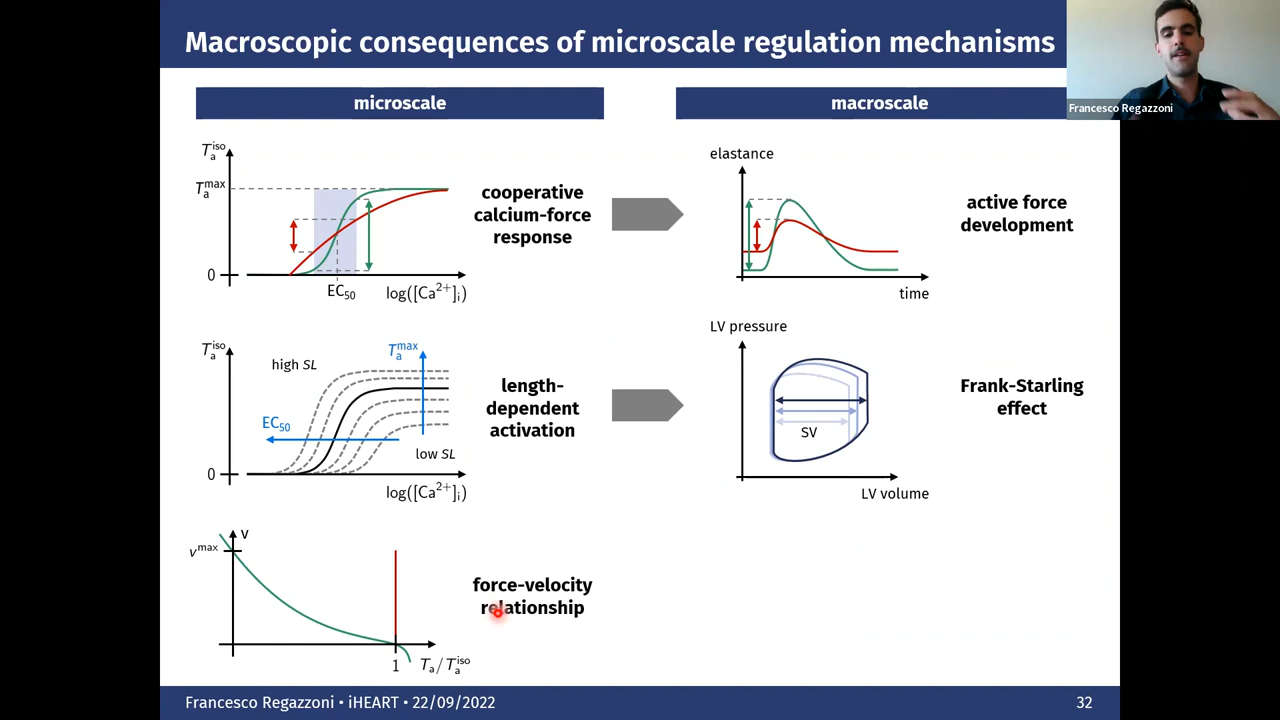 Macroscopic consequences of microscale regulation mechanisms
Francesco Regazzoni
microscale
macroscale
T_a^iso
T_a^max
0
EC₅₀
log([Ca²⁺]ᵢ)
cooperative
calcium-force
response
elastance
time
active force
development
T_a^iso
high SL
T_a^max
EC₅₀
low SL
0
log([Ca²⁺]ᵢ)
length-
dependent
activation
LV pressure
SV
LV volume
Frank-Starling
effect
v
v^max
1
T_a/T_a^iso
force-velocity
relationship
Francesco Regazzoni • iHEART • 22/09/2022
32